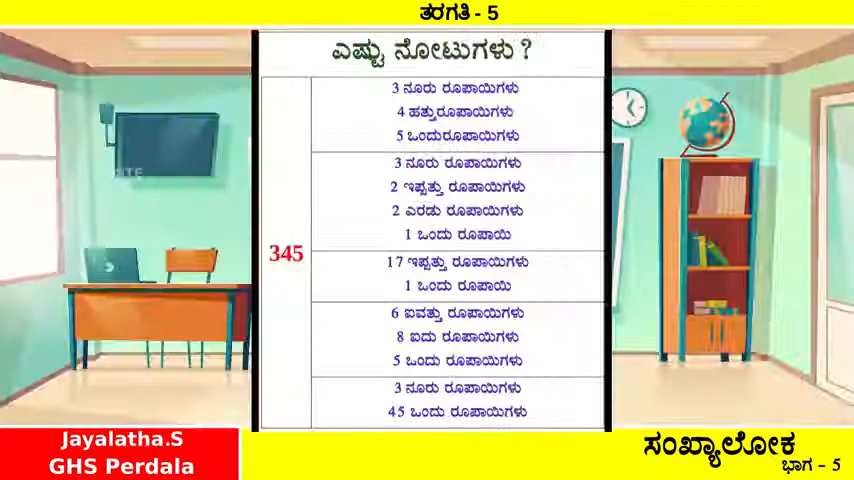 ತರಗತಿ - 5
ಎಷ್ಟು ನೋಟುಗಳು ?
345
3 ನೂರು ರೂಪಾಯಿಗಳು
4 ಹತ್ತುರೂಪಾಯಿಗಳು
5 ಒಂದುರೂಪಾಯಿಗಳು
3 ನೂರು ರೂಪಾಯಿಗಳು
2 ಇಪ್ಪತ್ತು ರೂಪಾಯಿಗಳು
2 ಎರಡು ರೂಪಾಯಿಗಳು
1 ಒಂದು ರೂಪಾಯಿ
17 ಇಪ್ಪತ್ತು ರೂಪಾಯಿಗಳು
1 ಒಂದು ರೂಪಾಯಿ
6 ಐವತ್ತು ರೂಪಾಯಿಗಳು
8 ಐದು ರೂಪಾಯಿಗಳು
5 ಒಂದು ರೂಪಾಯಿಗಳು
3 ನೂರು ರೂಪಾಯಿಗಳು
45 ಒಂದು ರೂಪಾಯಿಗಳು
Jayalatha.S
GHS Perdala
ಸಂಖ್ಯಾಲೋಕ
ಭಾಗ - 5